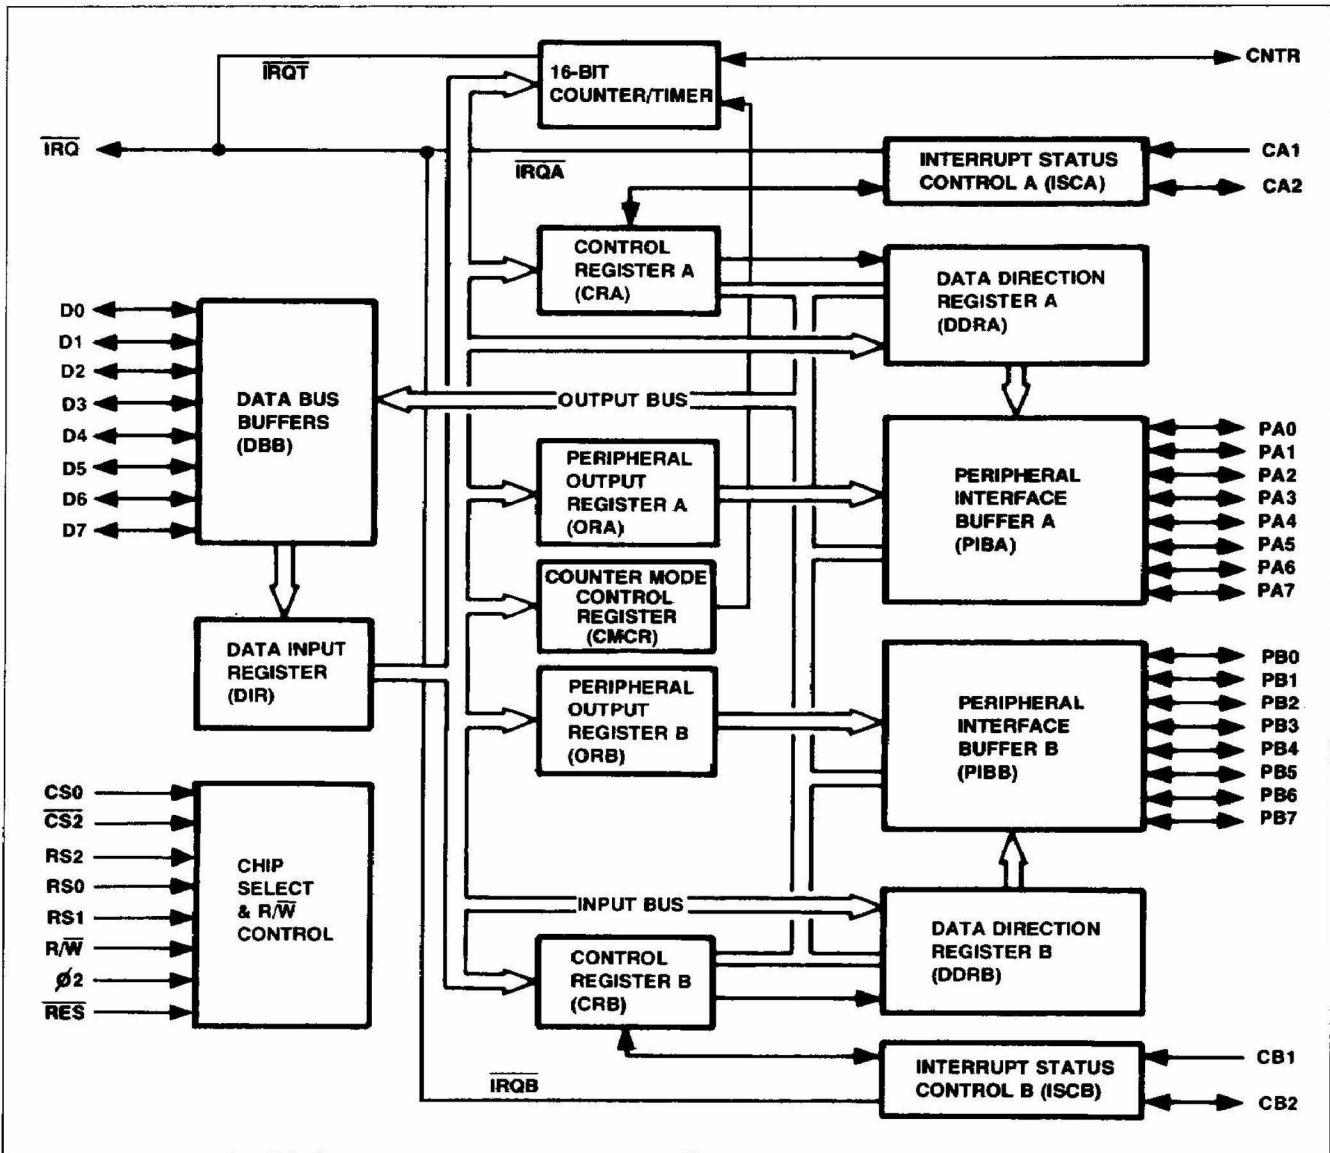 IRQT
16-BIT
COUNTER/TIMER
CNTR
IRQ
IRQA
INTERRUPT STATUS
CONTROL A (ISCA)
CA1
CA2
CONTROL
REGISTER A
(CRA)
DATA DIRECTION
REGISTER A
(DDRA)
D0
D1
D2
D3
D4
D5
D6
D7
DATA BUS
BUFFERS
(DBB)
OUTPUT BUS
PERIPHERAL
OUTPUT
REGISTER A
(ORA)
PERIPHERAL
INTERFACE
BUFFER A
(PIBA)
PA0
PA1
PA2
PA3
PA4
PA5
PA6
PA7
COUNTER MODE
CONTROL
REGISTER
(CMCR)
DATA INPUT
REGISTER
(DIR)
PERIPHERAL
OUTPUT
REGISTER B
(ORB)
PERIPHERAL
INTERFACE
BUFFER B
(PIBB)
PB0
PB1
PB2
PB3
PB4
PB5
PB6
PB7
CS0
CS2
RS2
RS0
RS1
R/W
ϕ2
RES
CHIP
SELECT
& R/W
CONTROL
INPUT BUS
CONTROL
REGISTER B
(CRB)
DATA DIRECTION
REGISTER B
(DDRB)
IRQB
INTERRUPT STATUS
CONTROL B (ISCB)
CB1
CB2